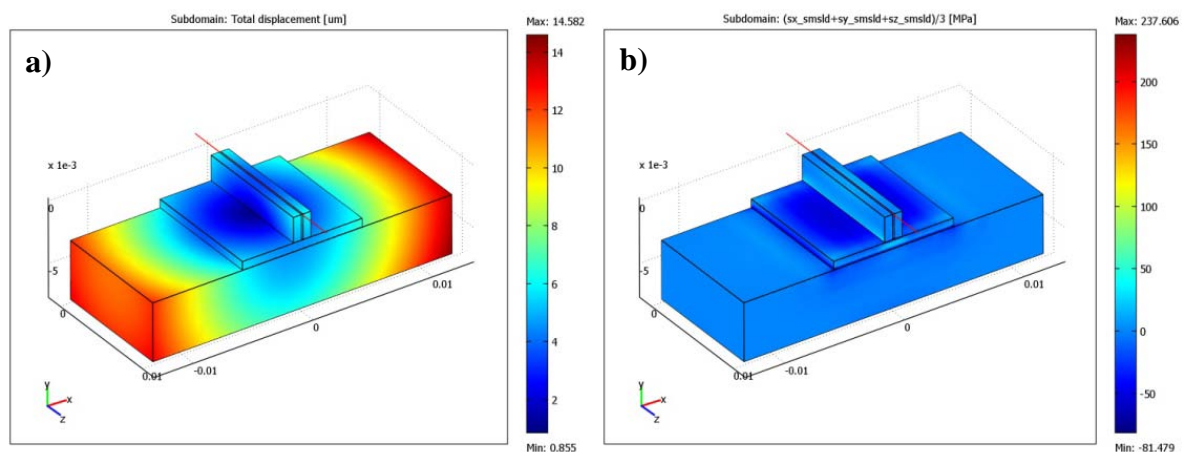 Subdomain: Total displacement [um]
Max: 14.582
a)
14
12
10
8
6
4
2
Min: 0.855
x 1e-3
0
-5
0
0.01
-0.01
0
0.01
y
x
z
Subdomain: (sx_smsld+sy_smsld+sz_smsld)/3 [MPa]
Max: 237.606
b)
200
150
100
50
0
-50
Min: -81.479
x 1e-3
0
-5
0
0.01
-0.01
0
0.01
y
x
z